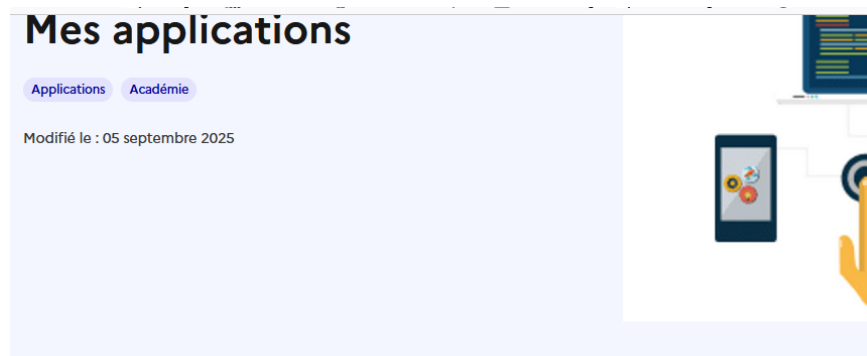 Mes applications
Applications Académie
Modifié le : 05 septembre 2025